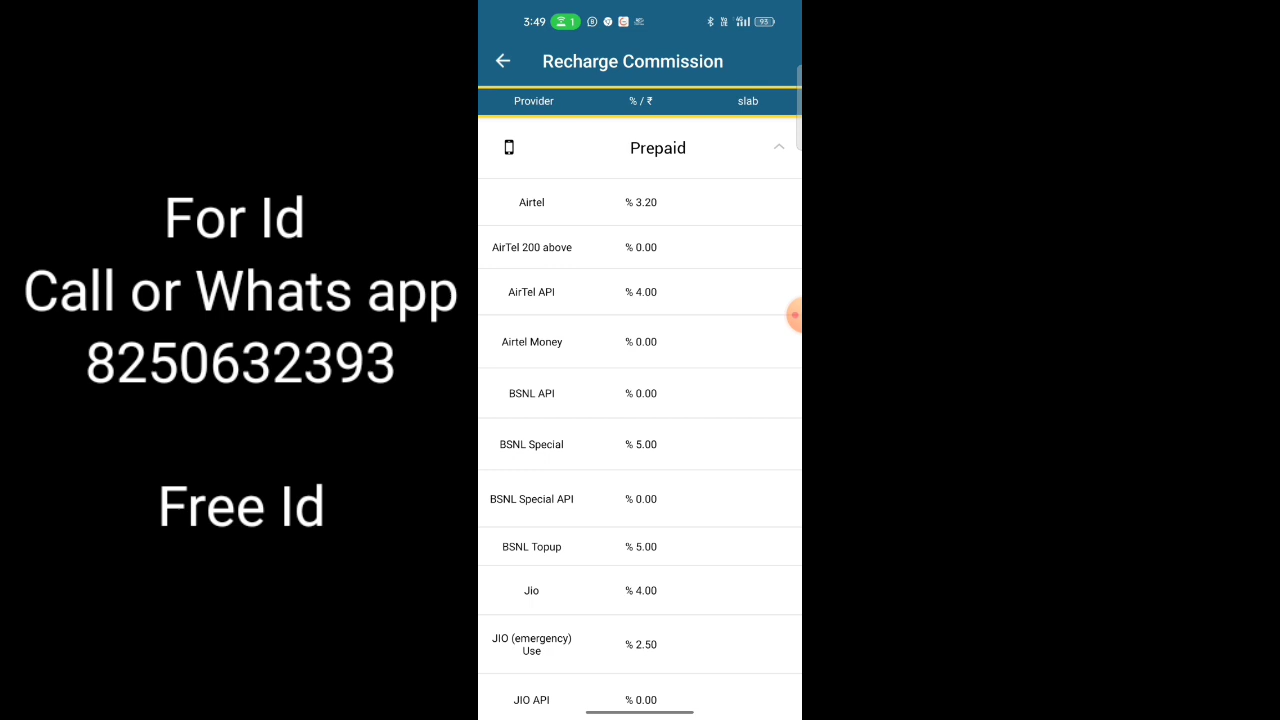 For Id
Call or Whats app
8250632393
Free Id
3:49 1 93
Recharge Commission
Provider % / ₹ slab
Prepaid
Airtel % 3.20
AirTel 200 above % 0.00
AirTel API % 4.00
Airtel Money % 0.00
BSNL API % 0.00
BSNL Special % 5.00
BSNL Special API % 0.00
BSNL Topup % 5.00
Jio % 4.00
JIO (emergency)
Use % 2.50
JIO API % 0.00